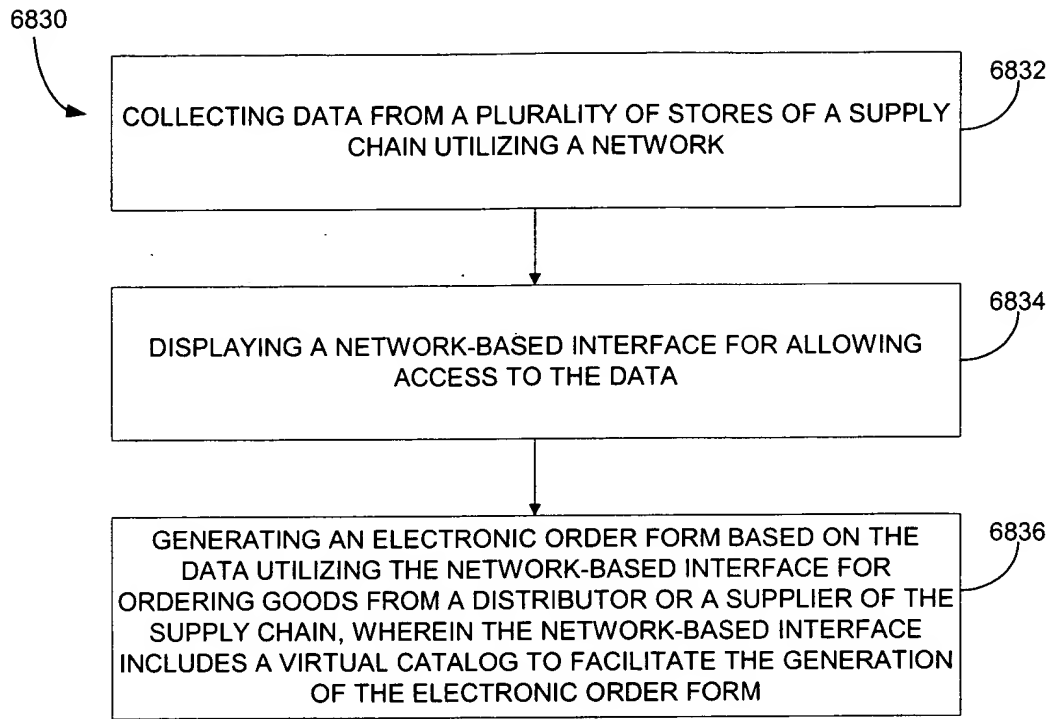 6830
6832
COLLECTING DATA FROM A PLURALITY OF STORES OF A SUPPLY
CHAIN UTILIZING A NETWORK
6834
DISPLAYING A NETWORK-BASED INTERFACE FOR ALLOWING
ACCESS TO THE DATA
6836
GENERATING AN ELECTRONIC ORDER FORM BASED ON THE
DATA UTILIZING THE NETWORK-BASED INTERFACE FOR
ORDERING GOODS FROM A DISTRIBUTOR OR A SUPPLIER OF THE
SUPPLY CHAIN, WHEREIN THE NETWORK-BASED INTERFACE
INCLUDES A VIRTUAL CATALOG TO FACILITATE THE GENERATION
OF THE ELECTRONIC ORDER FORM